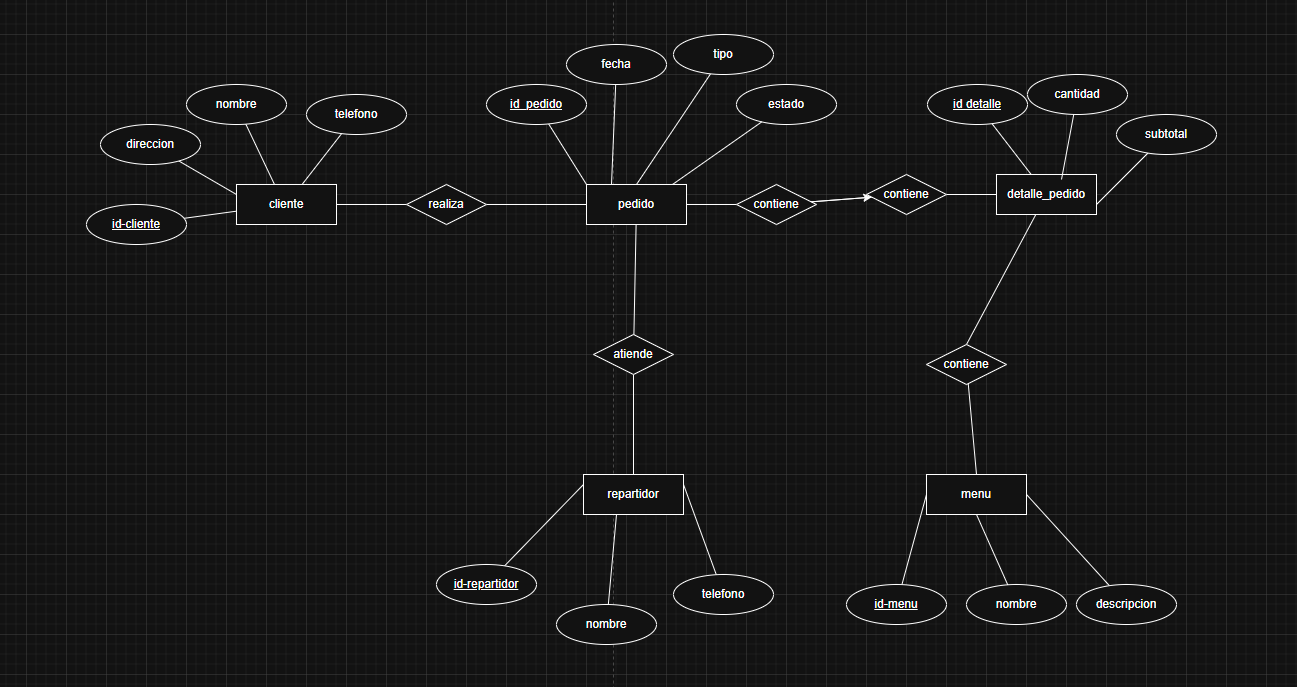 tipo
fecha
nombre
telefono
id_pedido
estado
id detalle
cantidad
subtotal
direccion
id-cliente
cliente
realiza
pedido
contiene
contiene
detalle_pedido
atiende
contiene
repartidor
menu
id-repartidor
nombre
telefono
id-menu
nombre
descripcion